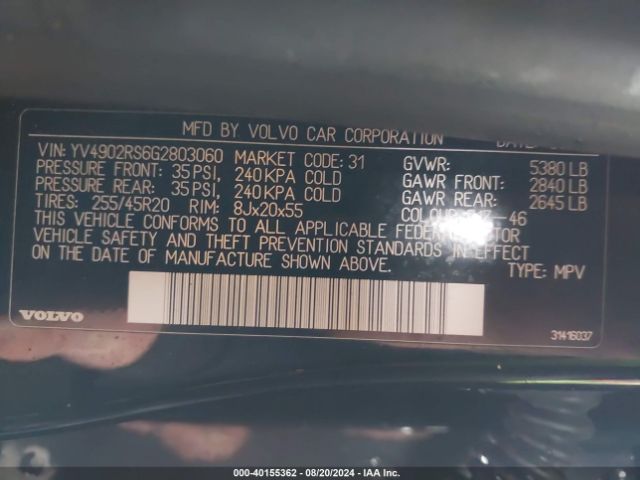 MFD BY VOLVO CAR CORPORATION
VIN: YV4902RS6G2803060 MARKET CODE: 31 GVWR: 5380 LB
PRESSURE FRONT: 35 PSI, 240 KPA COLD GAWR FRONT: 2840 LB
PRESSURE REAR: 35 PSI, 240 KPA COLD GAWR REAR: 2645 LB
TIRES: 255/45R20 RIM: 8Jx20x55 46
THIS VEHICLE CONFORMS TO ALL APPLICABLE
VEHICLE SAFETY AND THEFT PREVENTION STANDARDS IN EFFECT
ON THE DATE OF MANUFACTURE SHOWN ABOVE. TYPE: MPV
VOLVO 31416037
000-40155362 | 08/20/2024 | IAA Inc.